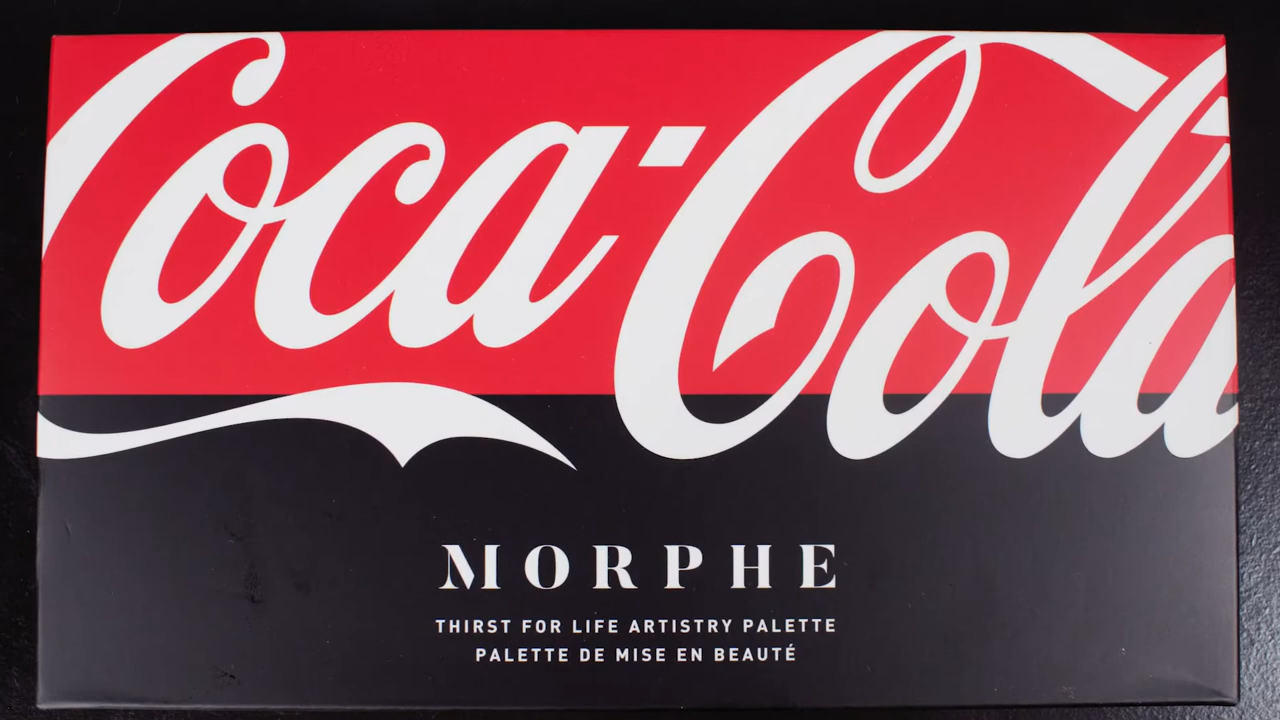 Coca-Cola
MORPHE
THIRST FOR LIFE ARTISTRY PALETTE
PALETTE DE MISE EN BEAUTÉ